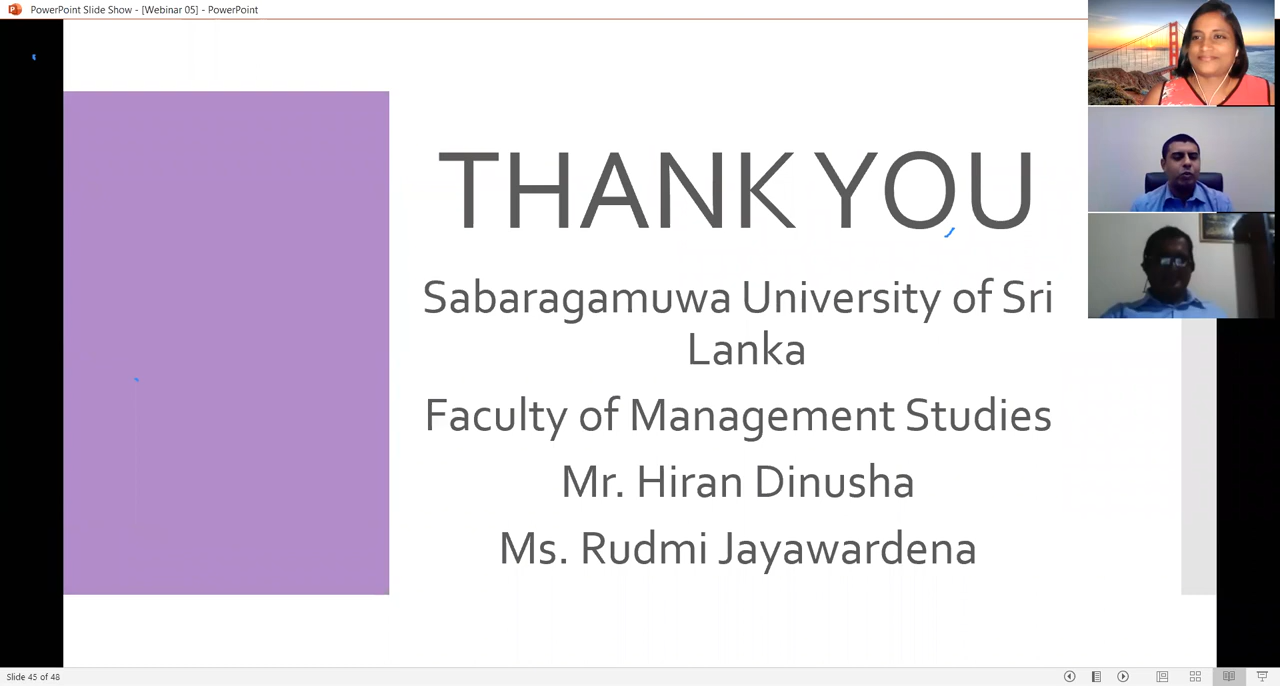 PowerPoint Slide Show - [Webinar 05] - PowerPoint
THANK YOU
Sabaragamuwa University of Sri
Lanka
Faculty of Management Studies
Mr. Hiran Dinusha
Ms. Rudmi Jayawardena
Slide 45 of 48